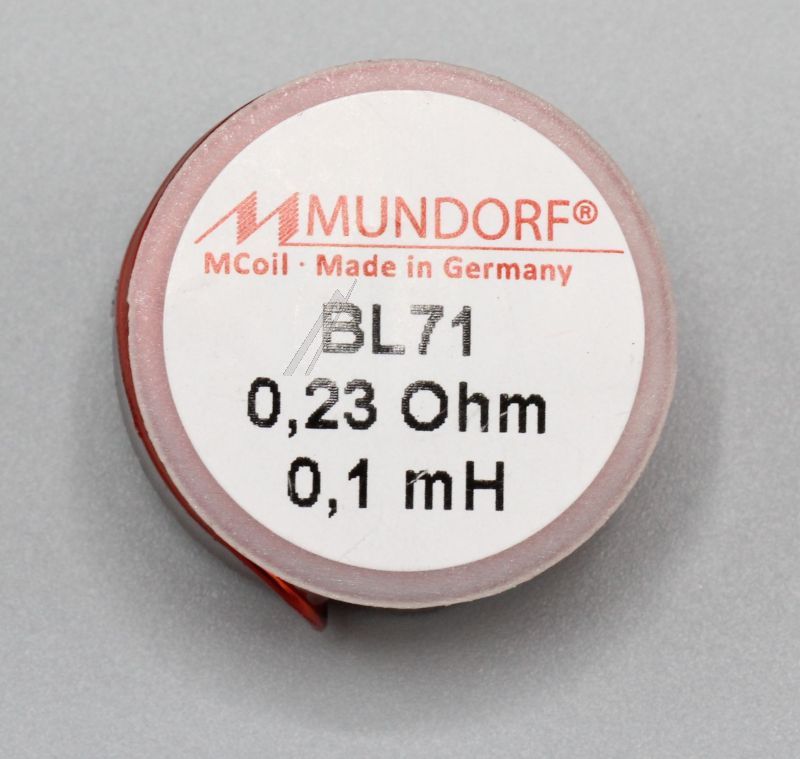 MUNDORF®
MCoil · Made in Germany
BL71
0,23 Ohm
0,1 mH